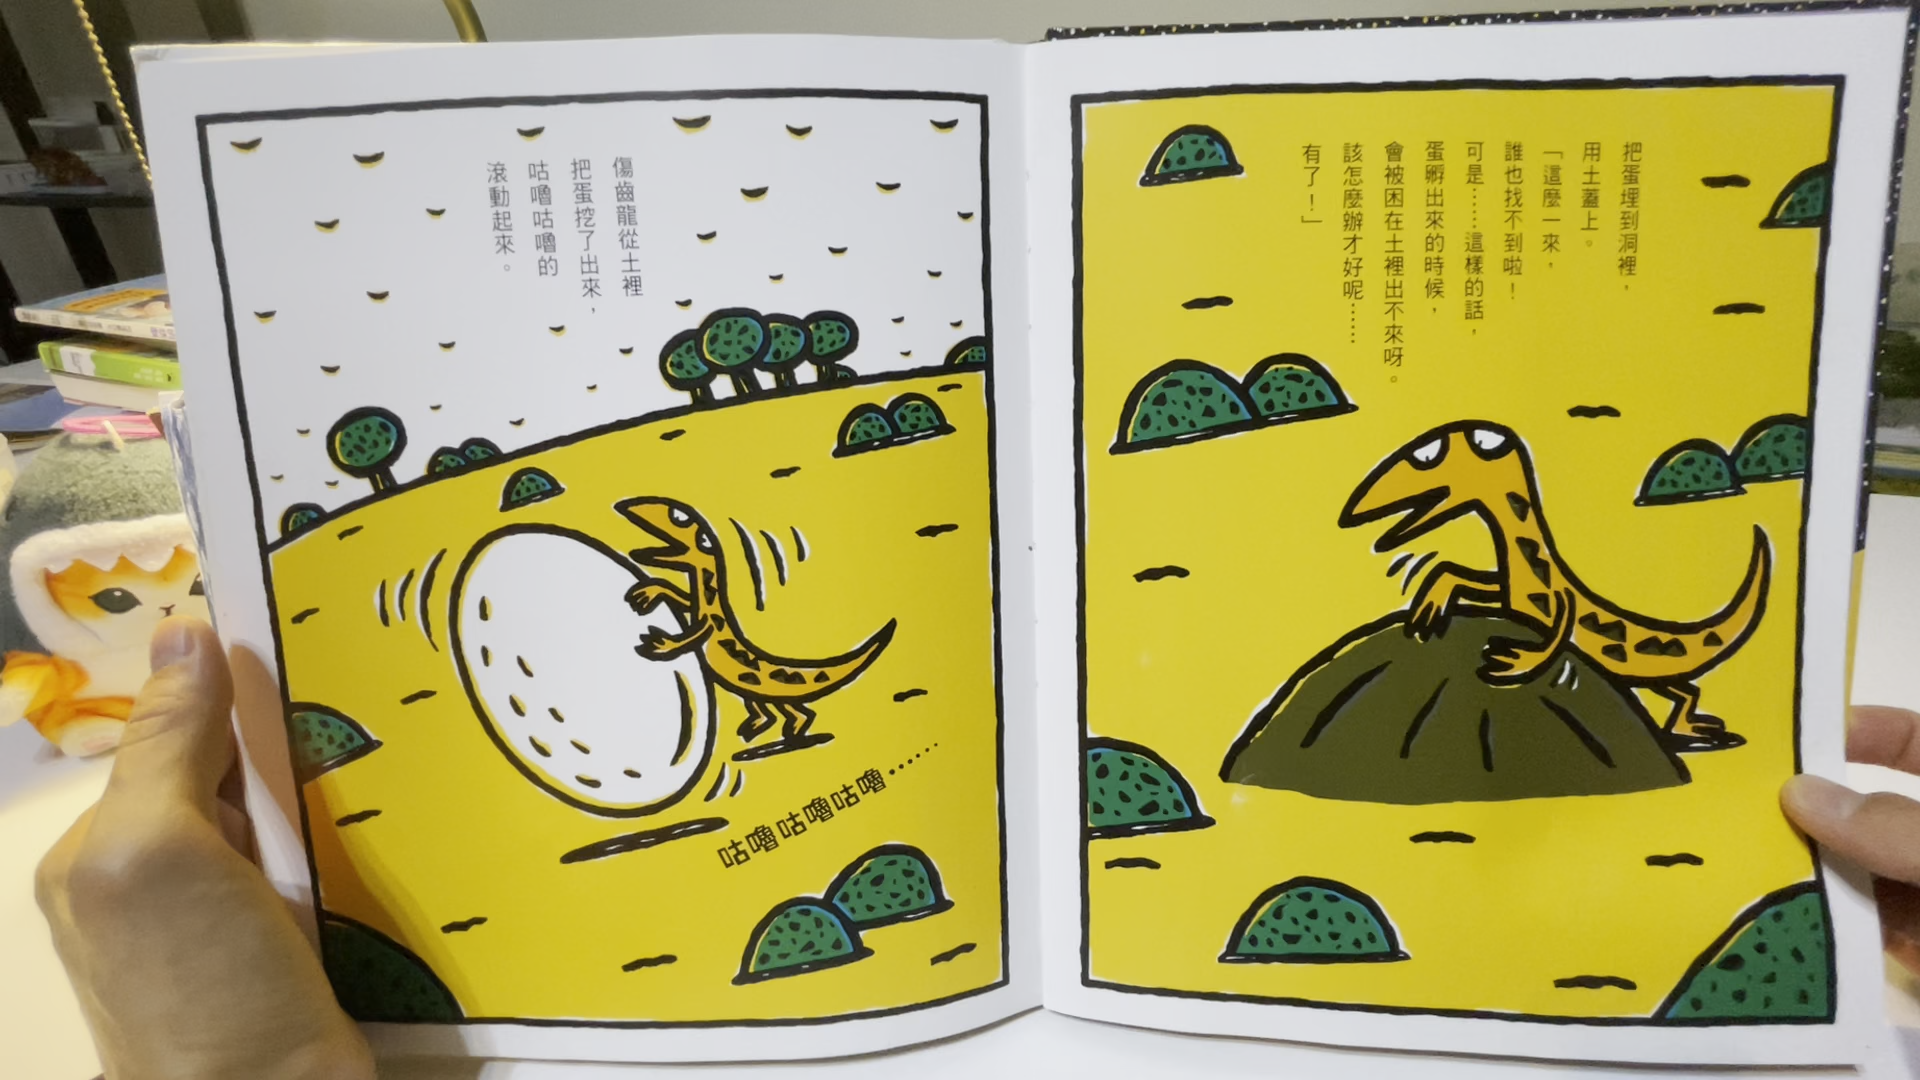 把蛋埋到洞裡，
用土蓋上。
「這麼一來，
誰也找不到啦！
可是……這樣的話，
蛋孵出來的時候，
會被困在土裡出不來呀。
該怎麼辦才好呢……
有了！」
傷齒龍從土裡
把蛋挖了出來，
咕嚕咕嚕的
滾動起來。
咕嚕咕嚕咕嚕……